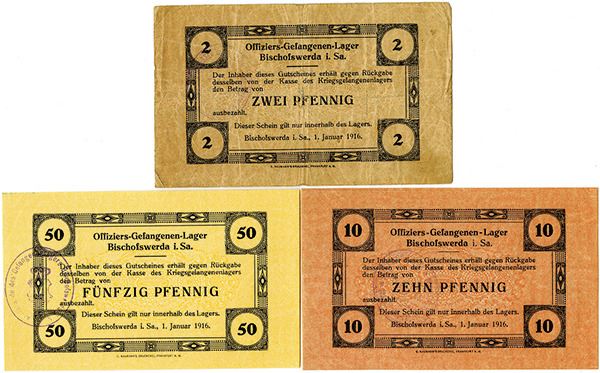 2 2
Offiziers-Gefangenen-Lager
Bischofswerda i. Sa.
Der Inhaber dieses Gutscheines erhält gegen Rückgabe
desselben von der Kasse des Kriegsgefangenenlagers
den Betrag von
ZWEI PFENNIG
ausbezahlt.
Dieser Schein gilt nur innerhalb des Lagers.
Bischofswerda i. Sa., 1. Januar 1916.
2 2
50 50
Offiziers-Gefangenen-Lager
Bischofswerda i. Sa.
Der Inhaber dieses Gutscheines erhält gegen Rückgabe
desselben von der Kasse des Kriegsgefangenenlagers
den Betrag von
FÜNFZIG PFENNIG
ausbezahlt.
Dieser Schein gilt nur innerhalb des Lagers.
Bischofswerda i. Sa., 1. Januar 1916.
50 50
10 10
Offiziers-Gefangenen-Lager
Bischofswerda i. Sa.
Der Inhaber dieses Gutscheines erhält gegen Rückgabe
desselben von der Kasse des Kriegsgefangenenlagers
den Betrag von
ZEHN PFENNIG
ausbezahlt.
Dieser Schein gilt nur innerhalb des Lagers.
Bischofswerda i. Sa., 1. Januar 1916.
10 10